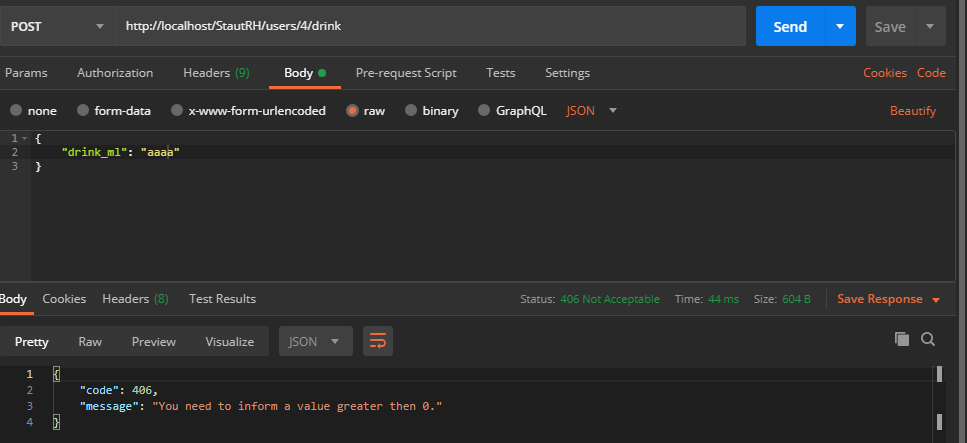 POST http://localhost/StautRH/users/4/drink Send Save
Params Authorization Headers (9) Body Pre-request Script Tests Settings Cookies Code
none form-data x-www-form-urlencoded raw binary GraphQL JSON Beautify
1 {
2 "drink_ml": "aaaa"
3 }
Body Cookies Headers (8) Test Results Status: 406 Not Acceptable Time: 44 ms Size: 604 B Save Response
Pretty Raw Preview Visualize JSON
1 {
2 "code": 406,
3 "message": "You need to inform a value greater then 0."
4 }